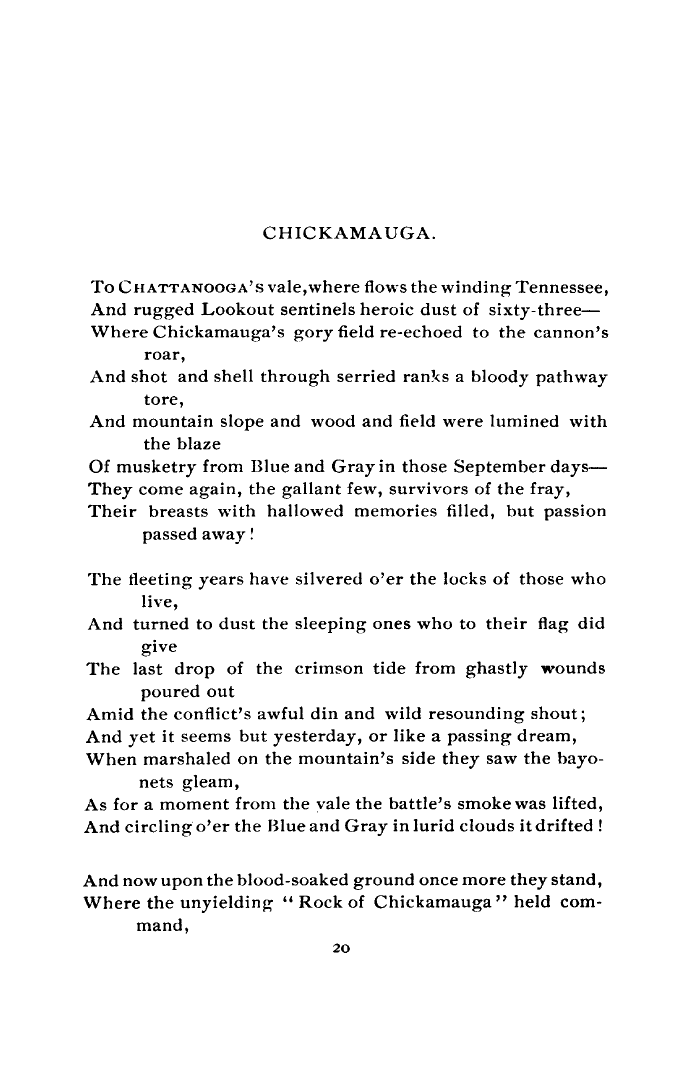 CHICKAMAUGA.
To CHATTANOOGA's vale, where flows the winding Tennessee,
And rugged Lookout sentinels heroic dust of sixty-three—
Where Chickamauga's gory field re-echoed to the cannon's
roar,
And shot and shell through serried ranks a bloody pathway
tore,
And mountain slope and wood and field were lumined with
the blaze
Of musketry from Blue and Gray in those September days—
They come again, the gallant few, survivors of the fray,
Their breasts with hallowed memories filled, but passion
passed away!
The fleeting years have silvered o'er the locks of those who
live,
And turned to dust the sleeping ones who to their flag did
give
The last drop of the crimson tide from ghastly wounds
poured out
Amid the conflict's awful din and wild resounding shout;
And yet it seems but yesterday, or like a passing dream,
When marshaled on the mountain's side they saw the bayo-
nets gleam,
As for a moment from the vale the battle's smoke was lifted,
And circling o'er the Blue and Gray in lurid clouds it drifted!
And now upon the blood-soaked ground once more they stand,
Where the unyielding "Rock of Chickamauga" held com-
mand,
20